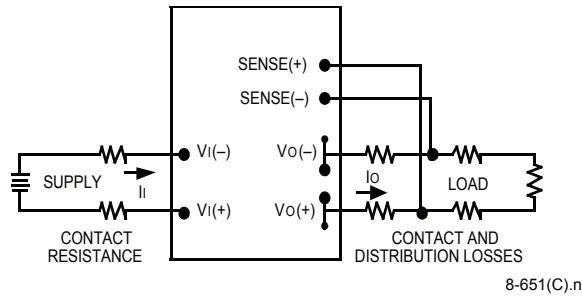 SENSE(+)
SENSE(–)
VI(–)
VO(–)
SUPPLY
II
IO
LOAD
VI(+)
VO(+)
CONTACT
RESISTANCE
CONTACT AND
DISTRIBUTION LOSSES
8-651(C).n